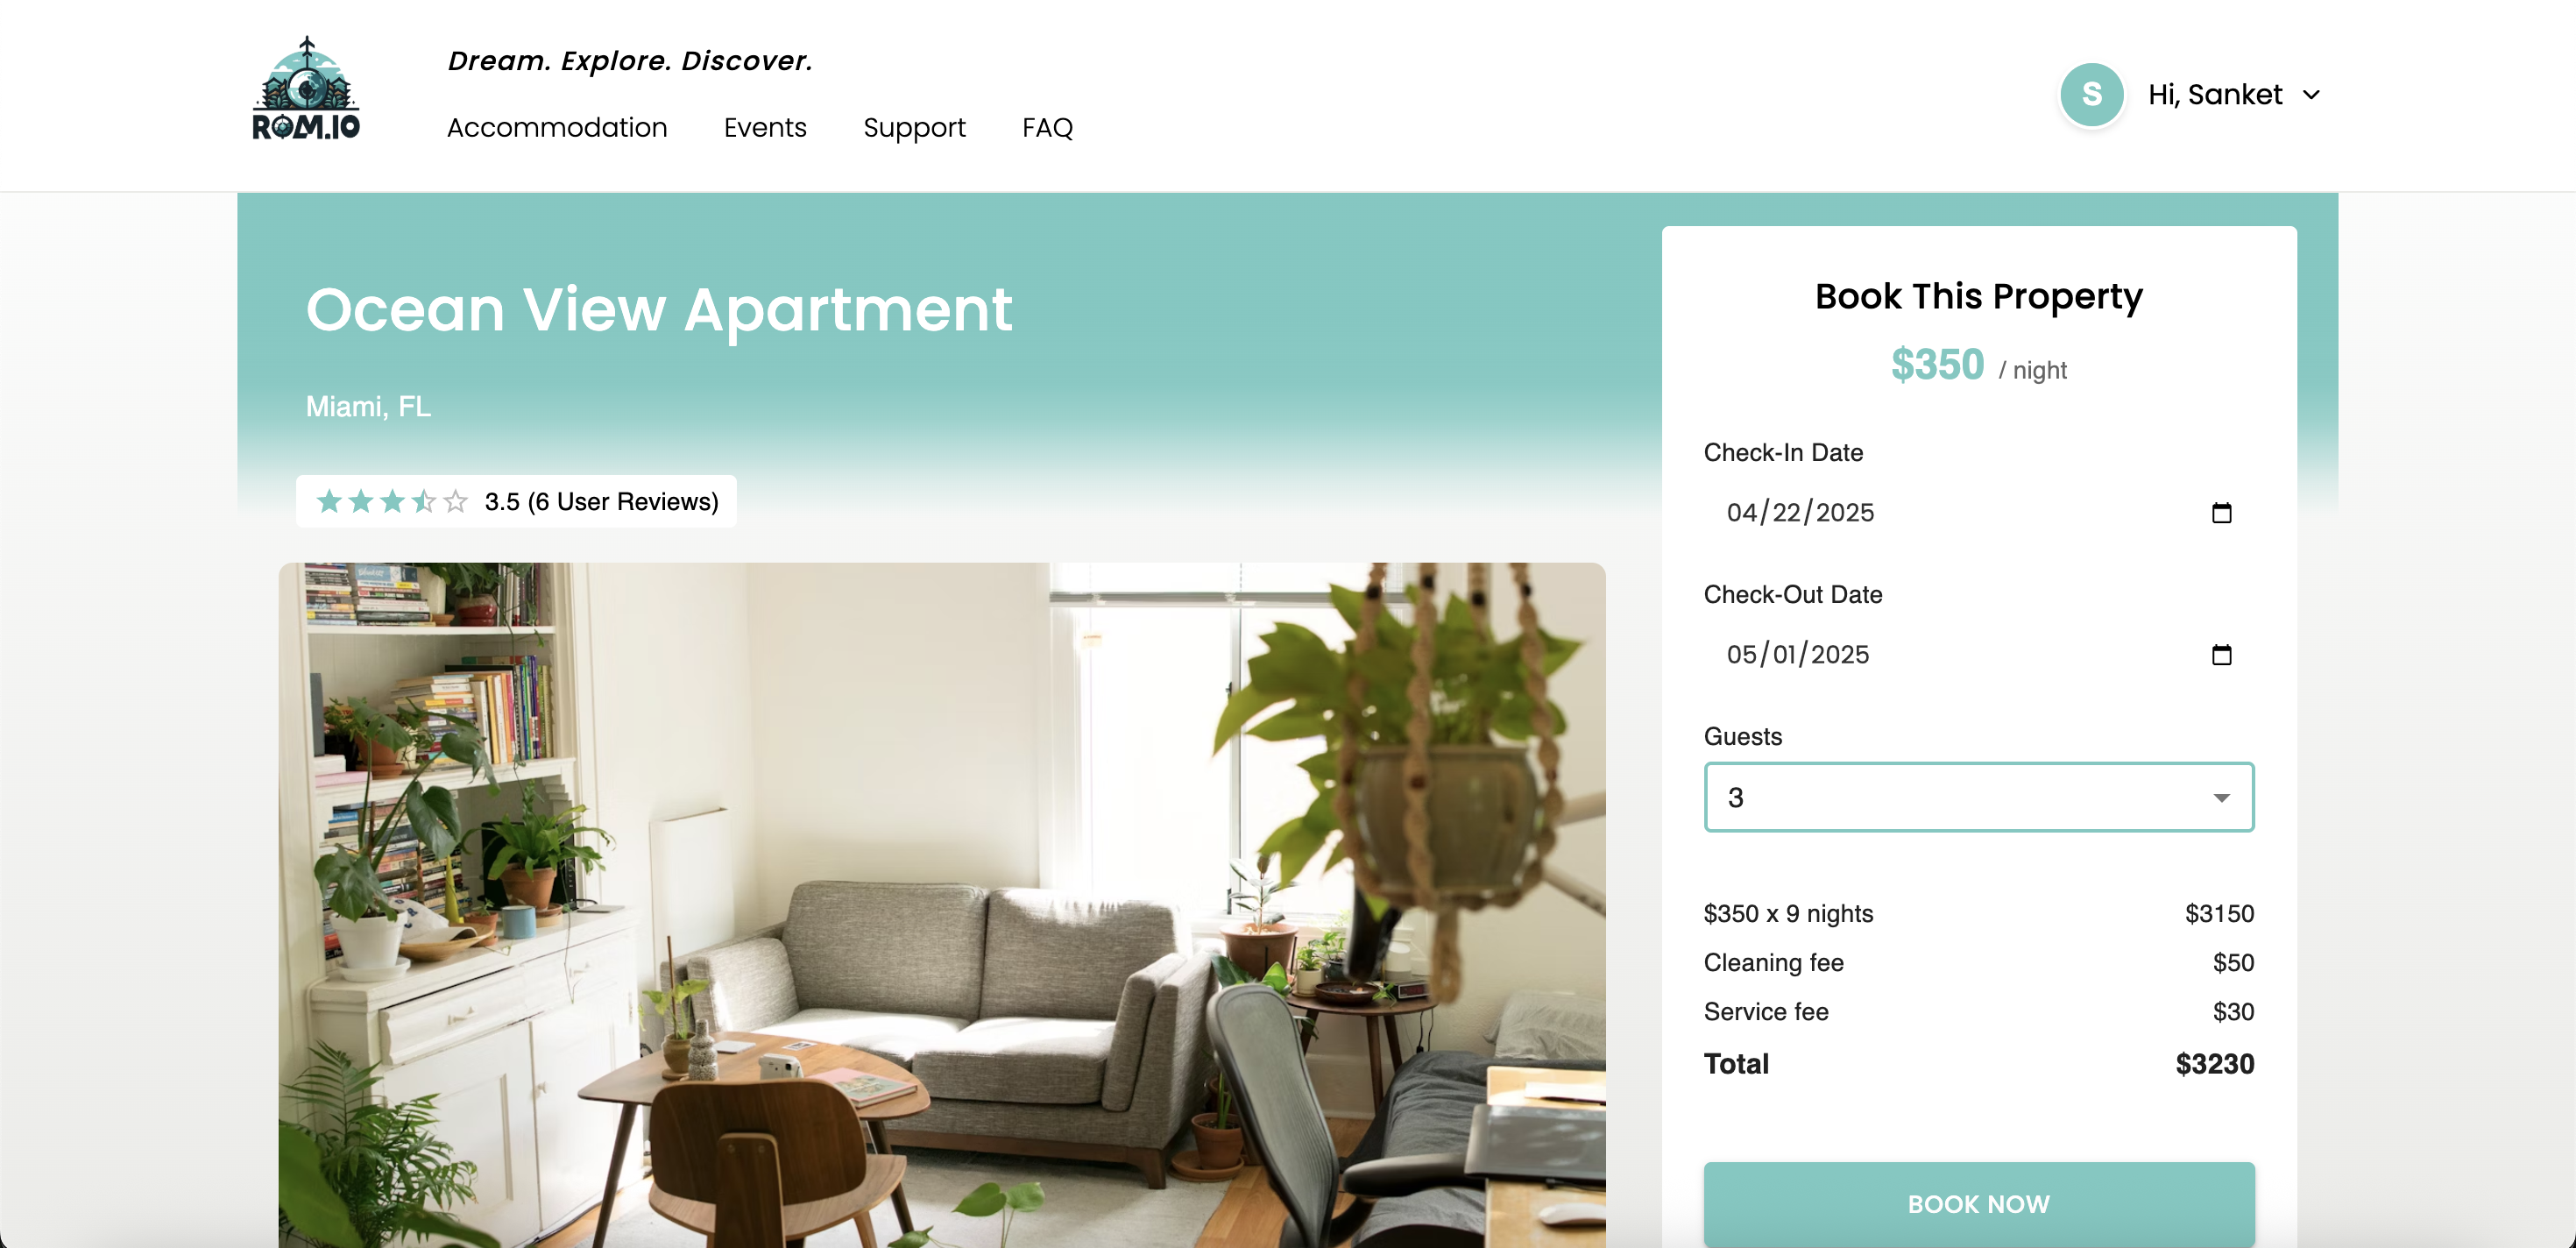 ROM.IO
Dream. Explore. Discover.
Accommodation Events Support FAQ
S Hi, Sanket
Ocean View Apartment
Miami, FL
3.5 (6 User Reviews)
Book This Property
$350 / night
Check-In Date
04/22/2025
Check-Out Date
05/01/2025
Guests
3
$350 x 9 nights $3150
Cleaning fee $50
Service fee $30
Total $3230
BOOK NOW